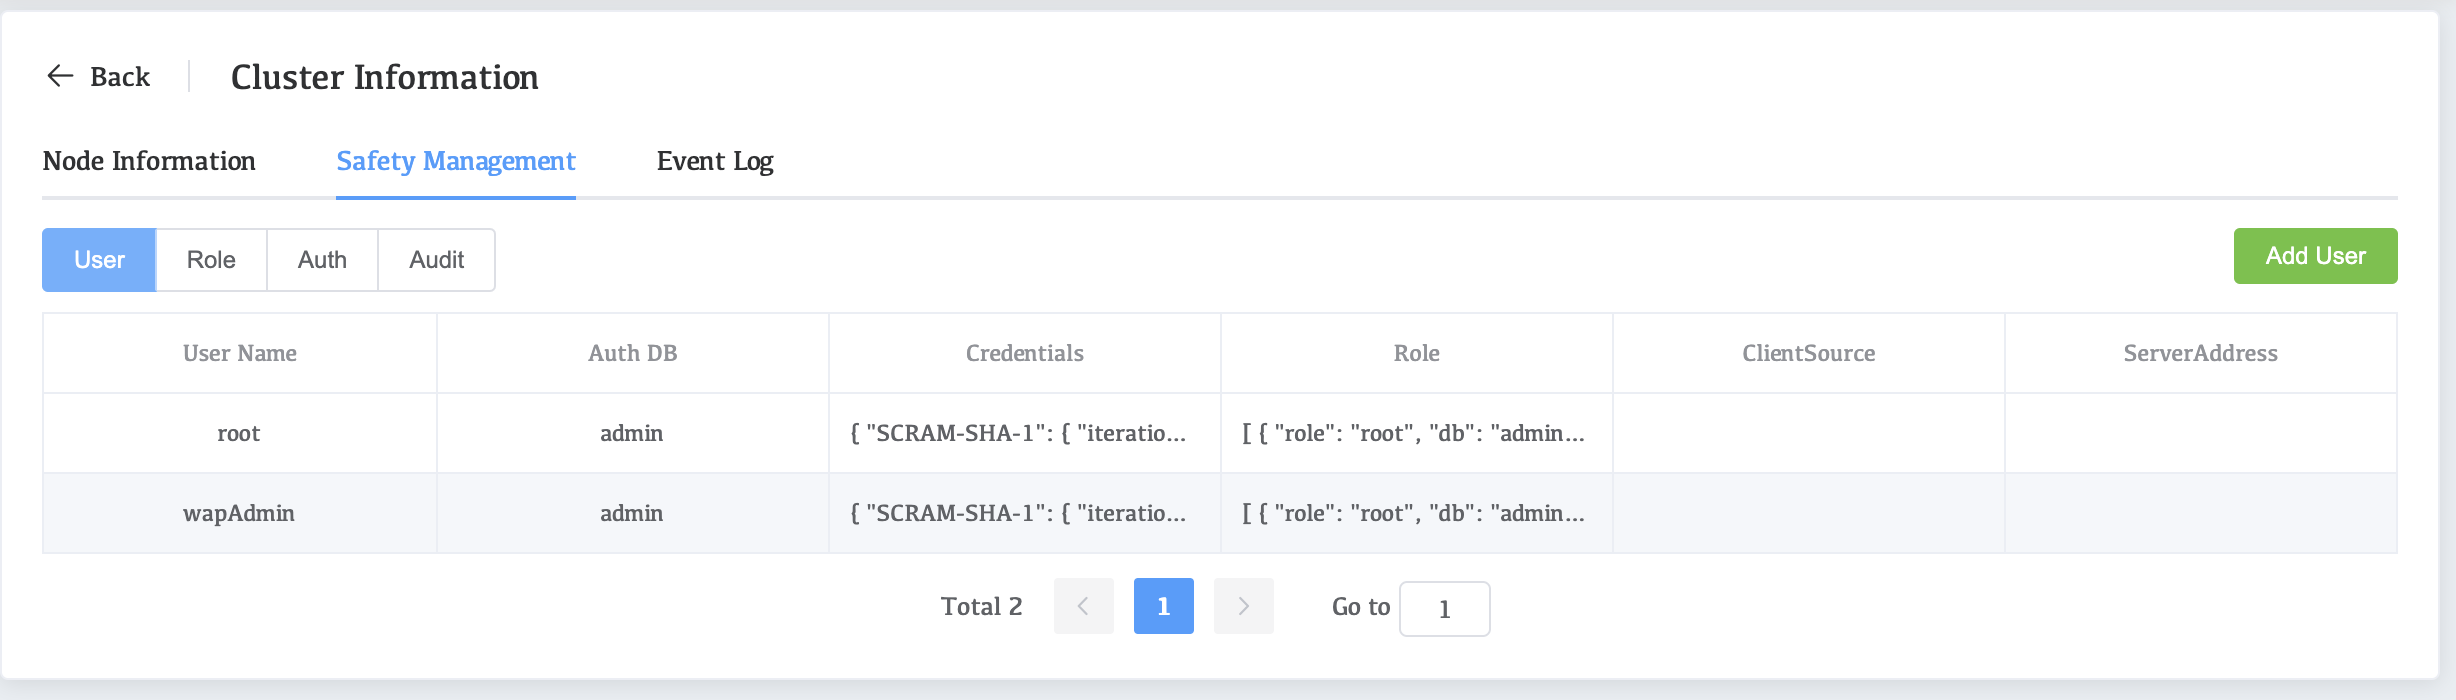 Back Cluster Information
Node Information Safety Management Event Log
User Role Auth Audit Add User
User Name Auth DB Credentials Role ClientSource ServerAddress
root admin { "SCRAM-SHA-1": { "iteratio... [ { "role": "root", "db": "admin...
wapAdmin admin { "SCRAM-SHA-1": { "iteratio... [ { "role": "root", "db": "admin...
Total 2 1 Go to 1